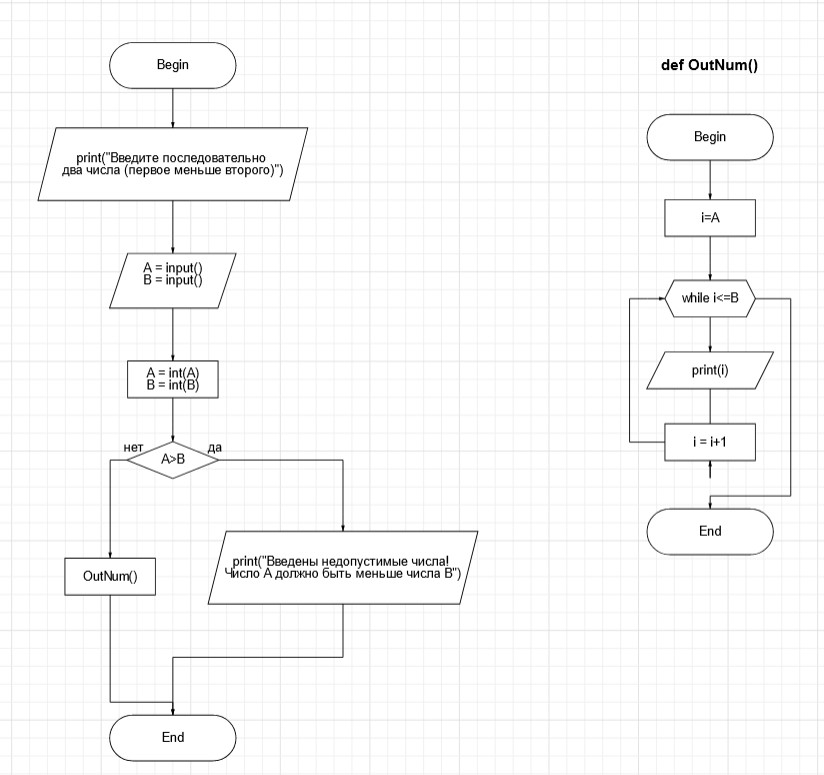 Begin
print("Введите последовательно
два числа (первое меньше второго)")
A = input()
B = input()
A = int(A)
B = int(B)
нет
да
A>B
OutNum()
print("Введены недопустимые числа!
Число А должно быть меньше числа В")
End
def OutNum()
Begin
i=A
while i<=B
print(i)
i = i+1
End